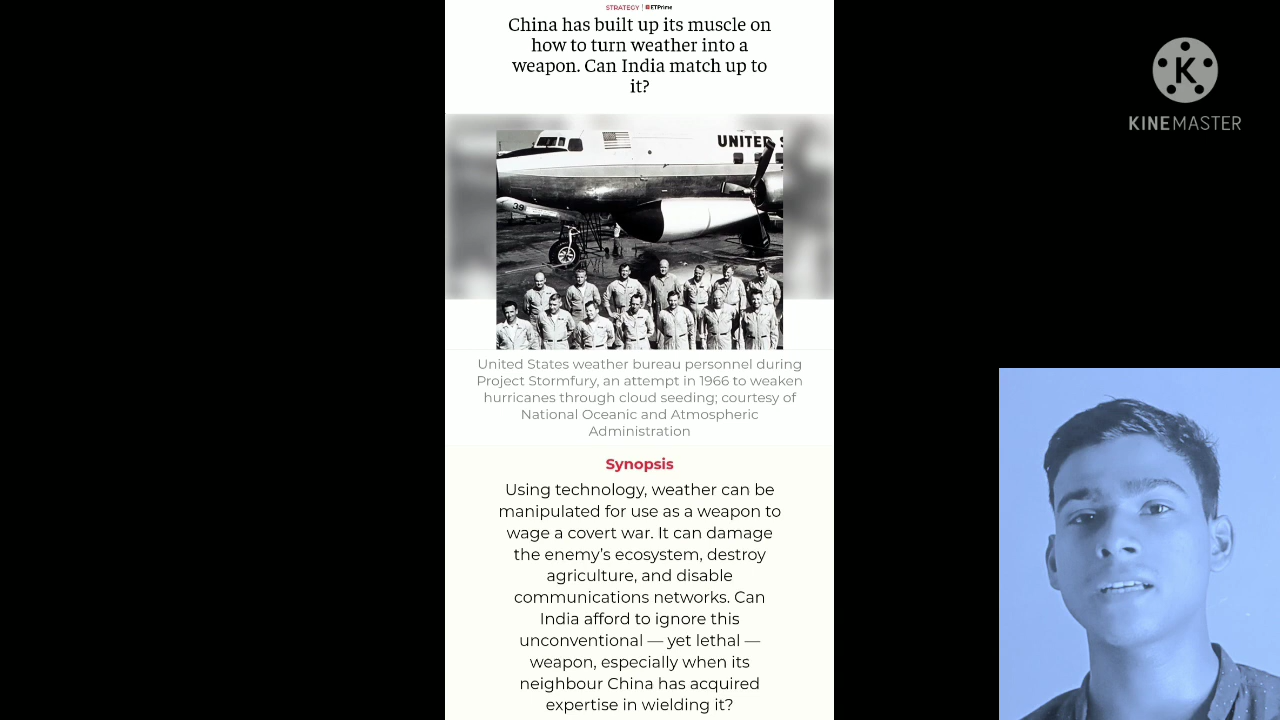 STRATEGY | ETPrime
China has built up its muscle on
how to turn weather into a
weapon. Can India match up to
it?
KINEMASTER
UNITED S
39
United States weather bureau personnel during
Project Stormfury, an attempt in 1966 to weaken
hurricanes through cloud seeding; courtesy of
National Oceanic and Atmospheric
Administration
Synopsis
Using technology, weather can be
manipulated for use as a weapon to
wage a covert war. It can damage
the enemy's ecosystem, destroy
agriculture, and disable
communications networks. Can
India afford to ignore this
unconventional — yet lethal —
weapon, especially when its
neighbour China has acquired
expertise in wielding it?